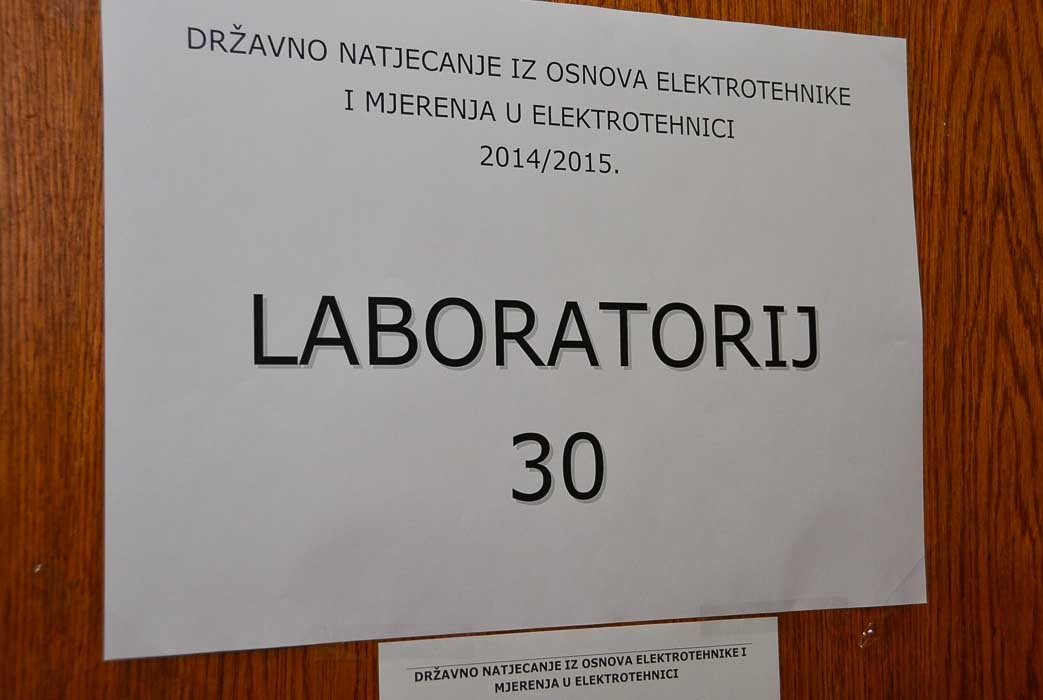 DRŽAVNO NATJECANJE IZ OSNOVA ELEKTROTEHNIKE
I MJERENJA U ELEKTROTEHNICI
2014/2015.
LABORATORIJ
30
DRŽAVNO NATJECANJE IZ OSNOVA ELEKTROTEHNIKE I
MJERENJA U ELEKTROTEHNICI